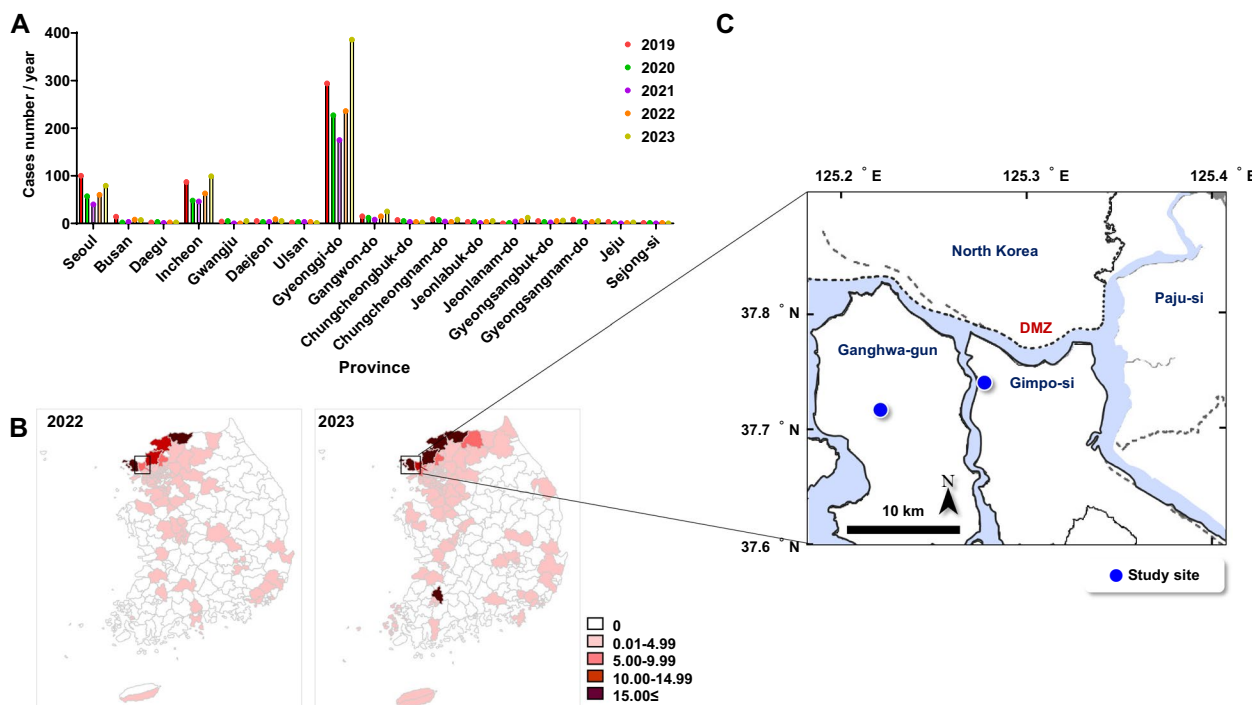 A
Cases number / year
400
300
200
100
0
2019
2020
2021
2022
2023
Seoul
Busan
Daegu
Incheon
Gwangju
Daejeon
Ulsan
Gyeonggi-do
Gangwon-do
Chungcheongbuk-do
Chungcheongnam-do
Jeonlabuk-do
Jeonlanam-do
Gyeongsangbuk-do
Gyeongsangnam-do
Jeju
Sejong-si
Province
B
2022
2023
0
0.01-4.99
5.00-9.99
10.00-14.99
15.00≤
C
125.2 ° E
125.3 ° E
125.4 ° E
37.8 ° N
37.7 ° N
37.6 ° N
North Korea
Paju-si
DMZ
Ganghwa-gun
Gimpo-si
N
10 km
Study site